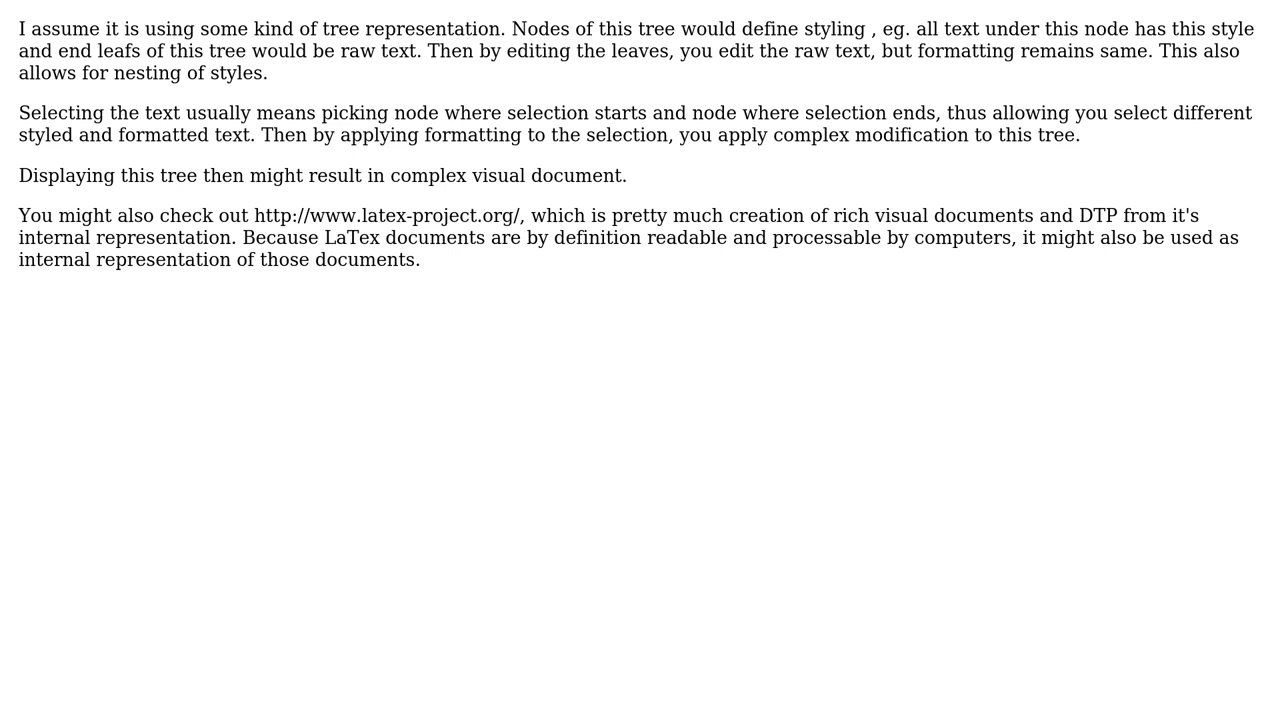 I assume it is using some kind of tree representation. Nodes of this tree would define styling , eg. all text under this node has this style
and end leafs of this tree would be raw text. Then by editing the leaves, you edit the raw text, but formatting remains same. This also
allows for nesting of styles.
Selecting the text usually means picking node where selection starts and node where selection ends, thus allowing you select different
styled and formatted text. Then by applying formatting to the selection, you apply complex modification to this tree.
Displaying this tree then might result in complex visual document.
You might also check out http://www.latex-project.org/, which is pretty much creation of rich visual documents and DTP from it's
internal representation. Because LaTex documents are by definition readable and processable by computers, it might also be used as
internal representation of those documents.